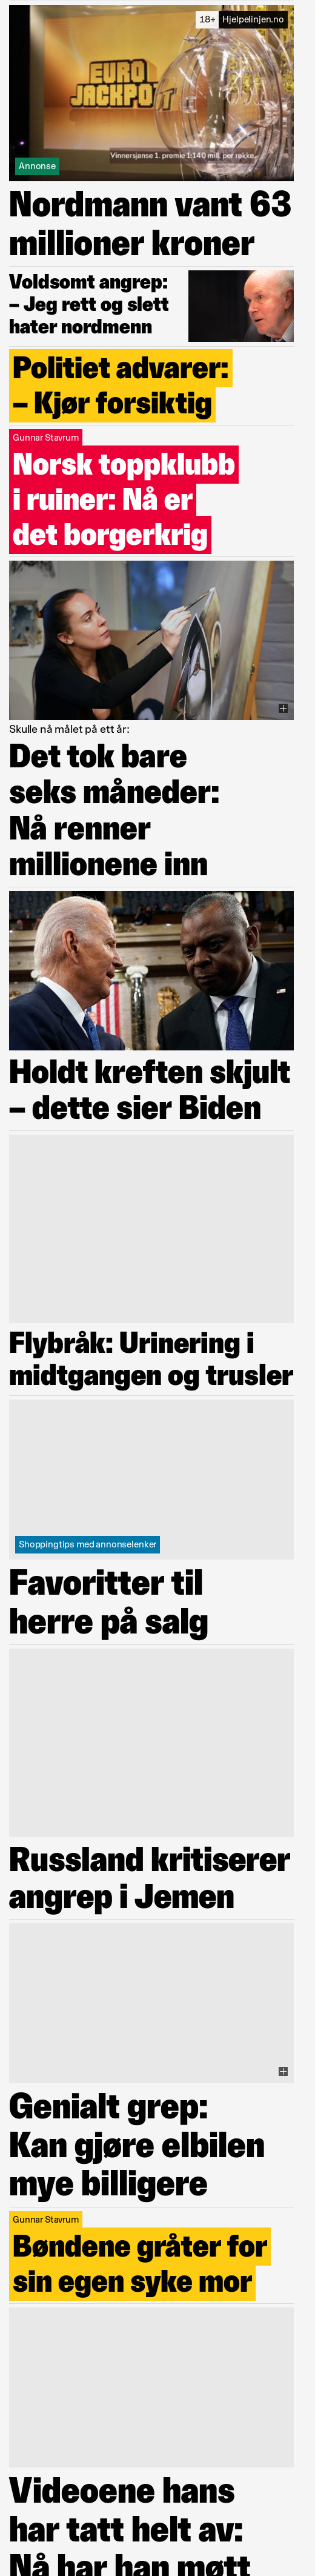 18+ Hjelpelinjen.no
EURO
JACKPOT
Vinnersjanse 1. premie 1:140 mill. per rekke.
Annonse
Nordmann vant 63
millioner kroner
Voldsomt angrep:
– Jeg rett og slett
hater nordmenn
Politiet advarer:
– Kjør forsiktig
Gunnar Stavrum
Norsk toppklubb
i ruiner: Nå er
det borgerkrig
Skulle nå målet på ett år:
Det tok bare
seks måneder:
Nå renner
millionene inn
Holdt kreften skjult
– dette sier Biden
Flybråk: Urinering i
midtgangen og trusler
Shoppingtips med annonselenker
Favoritter til
herre på salg
Russland kritiserer
angrep i Jemen
Genialt grep:
Kan gjøre elbilen
mye billigere
Gunnar Stavrum
Bøndene gråter for
sin egen syke mor
Videoene hans
har tatt helt av:
Nå har han møtt